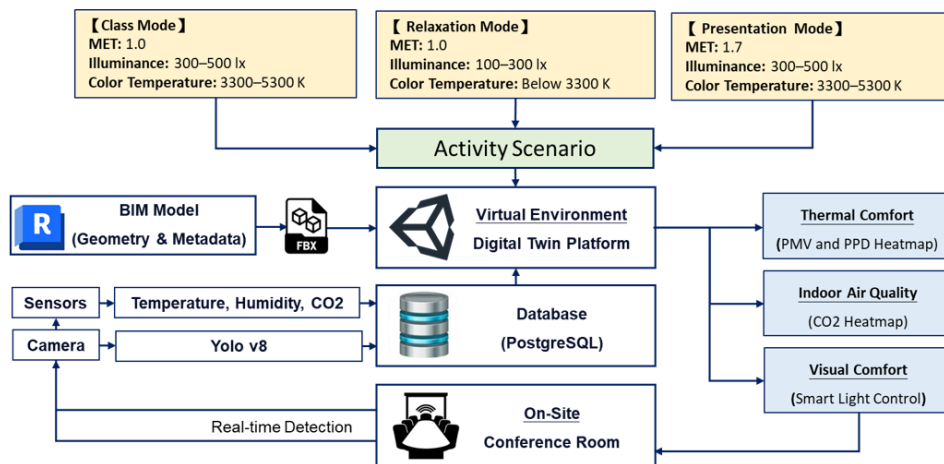 【 Class Mode】
MET: 1.0
Illuminance: 300–500 lx
Color Temperature: 3300–5300 K
【 Relaxation Mode】
MET: 1.0
Illuminance: 100–300 lx
Color Temperature: Below 3300 K
【 Presentation Mode】
MET: 1.7
Illuminance: 300–500 lx
Color Temperature: 3300–5300 K
Activity Scenario
R
BIM Model
(Geometry & Metadata)
FBX
Virtual Environment
Digital Twin Platform
Thermal Comfort
(PMV and PPD Heatmap)
Sensors
Temperature, Humidity, CO2
Camera
Yolo v8
Database
(PostgreSQL)
Indoor Air Quality
(CO2 Heatmap)
Visual Comfort
(Smart Light Control)
Real-time Detection
On-Site
Conference Room